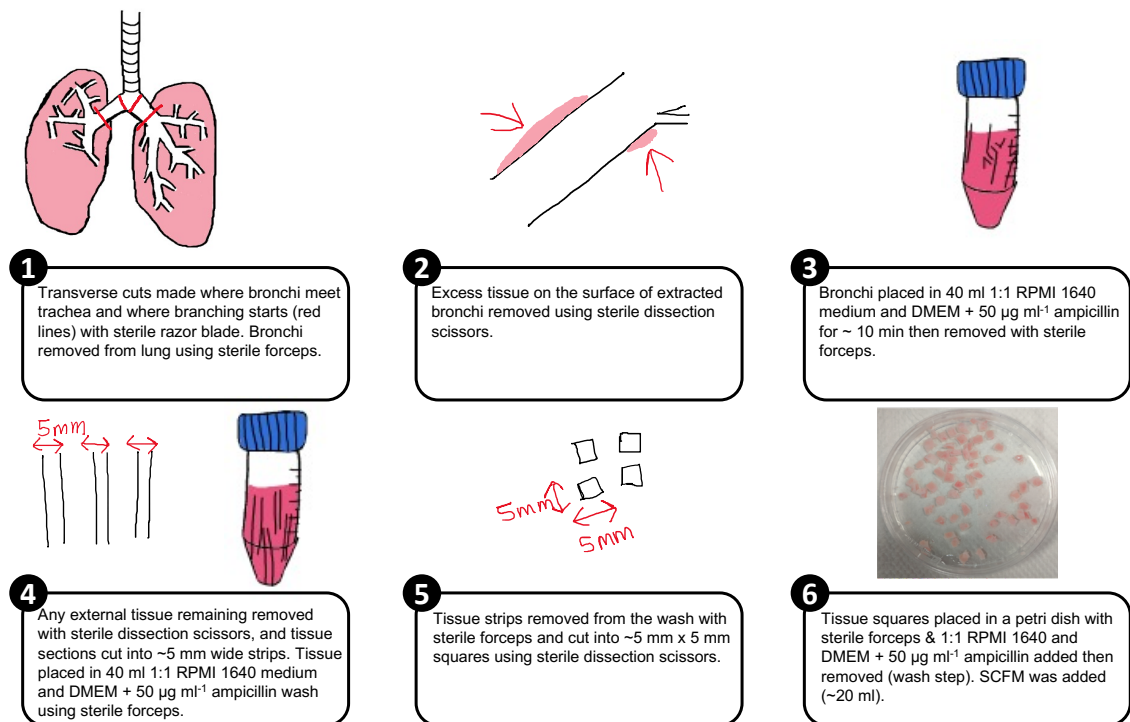 1
Transverse cuts made where bronchi meet
trachea and where branching starts (red
lines) with sterile razor blade. Bronchi
removed from lung using sterile forceps.
2
Excess tissue on the surface of extracted
bronchi removed using sterile dissection
scissors.
3
Bronchi placed in 40 ml 1:1 RPMI 1640
medium and DMEM + 50 µg ml⁻¹ ampicillin
for ~ 10 min then removed with sterile
forceps.
5mm
4
Any external tissue remaining removed
with sterile dissection scissors, and tissue
sections cut into ~5 mm wide strips. Tissue
placed in 40 ml 1:1 RPMI 1640 medium
and DMEM + 50 µg ml⁻¹ ampicillin wash
using sterile forceps.
5mm
5mm
5
Tissue strips removed from the wash with
sterile forceps and cut into ~5 mm x 5 mm
squares using sterile dissection scissors.
6
Tissue squares placed in a petri dish with
sterile forceps & 1:1 RPMI 1640 and
DMEM + 50 µg ml⁻¹ ampicillin added then
removed (wash step). SCFM was added
(~20 ml).